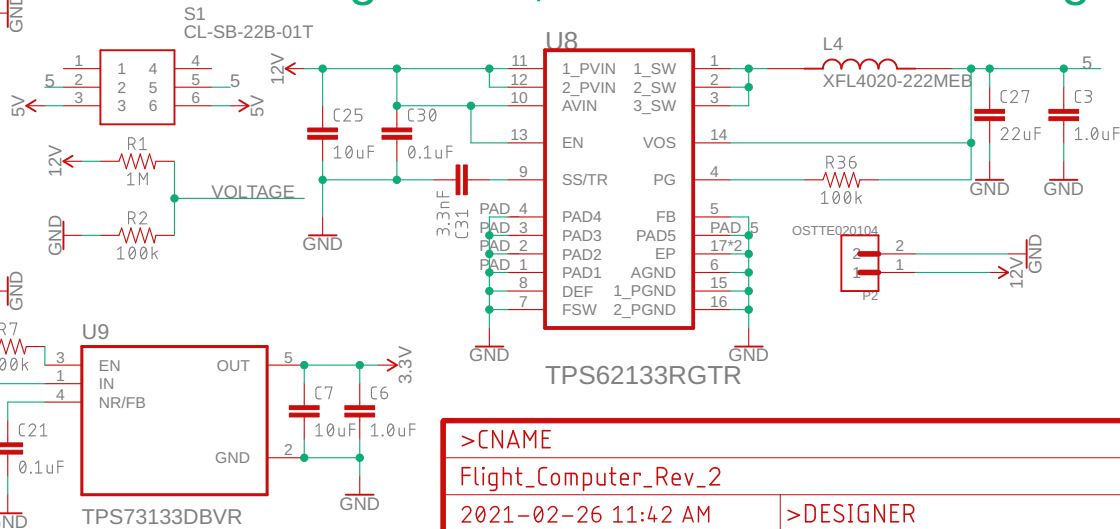 S1
CL-SB-22B-01T
1 1 4 4
5 2 2 5 5 5
5V 3 3 6 6 5V
12V R1
1M
VOLTAGE
GND R2
100k
GND
GND
12V
C25
10uF
C30
0.1uF
3.3nF
C31
GND
U8
11 1_PVIN 1_SW 1
12 2_PVIN 2_SW 2
10 AVIN 3_SW 3
13 EN VOS 14
9 SS/TR PG 4
PAD 4 PAD4 FB 5
PAD 3 PAD3 PAD5 PAD 5
PAD 2 PAD2 EP 17*2
PAD 1 PAD1 AGND 6
8 DEF 1_PGND 15
7 FSW 2_PGND 16
GND
GND
TPS62133RGTR
L4
XFL4020-222MEB
5
C27
22uF
GND
C3
1.0uF
GND
R36
100k
OSTTE020104
2 2 GND
1 1 12V
P2
U9
3 EN OUT 5
1 IN
4 NR/FB
GND 2
TPS73133DBVR
C21
0.1uF
3.3V
C7
10uF
C6
1.0uF
GND
>CNAME
Flight_Computer_Rev_2
2021-02-26 11:42 AM
>DESIGNER